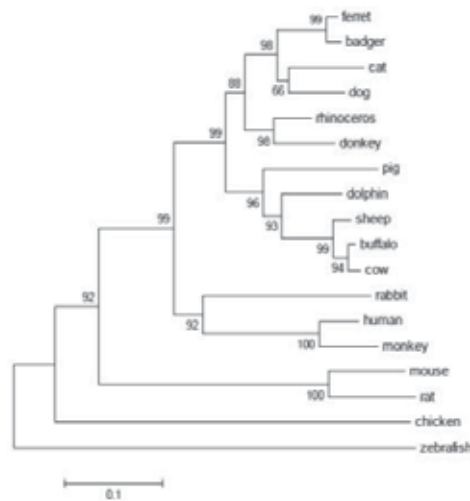 ferret
99
badger
98
cat
66
dog
88
rhinoceros
98
donkey
99
pig
96
dolphin
93
sheep
99
buffalo
94
cow
99
rabbit
92
human
100
monkey
92
mouse
100
rat
chicken
zebrafish
0.1